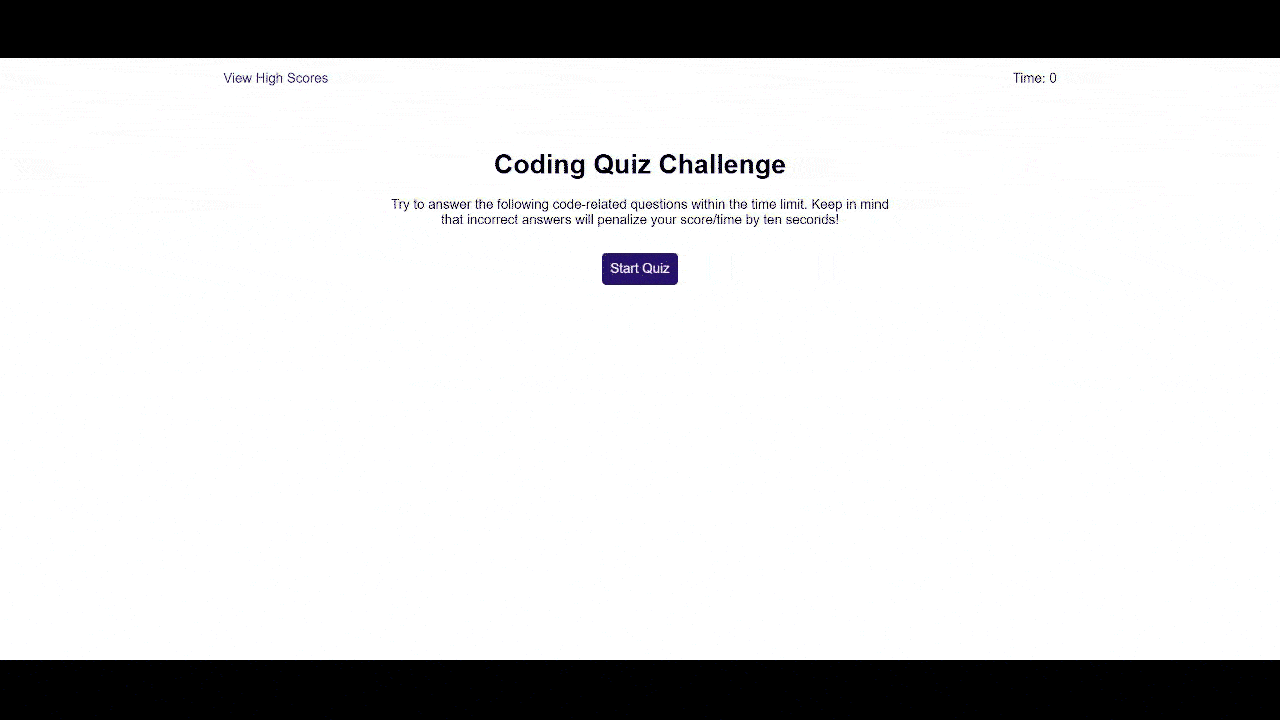 View High Scores
Time: 0
Coding Quiz Challenge
Try to answer the following code-related questions within the time limit. Keep in mind
that incorrect answers will penalize your score/time by ten seconds!
Start Quiz